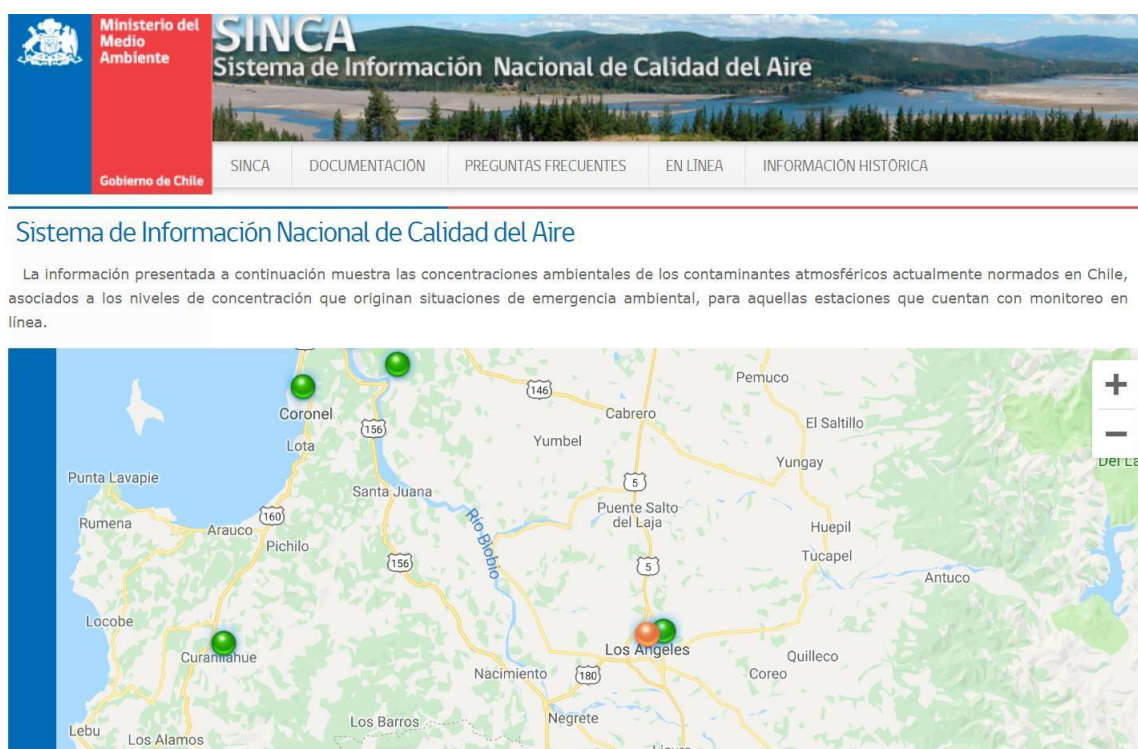 Ministerio del
Medio
Ambiente
Gobierno de Chile
SINCA
Sistema de Información Nacional de Calidad del Aire
SINCA DOCUMENTACIÓN PREGUNTAS FRECUENTES EN LÍNEA INFORMACIÓN HISTÓRICA
Sistema de Información Nacional de Calidad del Aire
La información presentada a continuación muestra las concentraciones ambientales de los contaminantes atmosféricos actualmente normados en Chile,
asociados a los niveles de concentración que originan situaciones de emergencia ambiental, para aquellas estaciones que cuentan con monitoreo en
línea.
Pemuco
+
146
Coronel
Cabrero
El Saltillo
156
Lota
Yumbel
−
Yungay
Punta Lavapie
5
Santa Juana
Puente Salto
del Laja
Rumena
160
Arauco
Rio Biobio
Huepil
Pichilo
156
5
Tucapel
Antuco
Locobe
Los Angeles
Curanilahue
Quilleco
Nacimiento
180
Coreo
Los Barros
Negrete
Lebu
Los Alamos